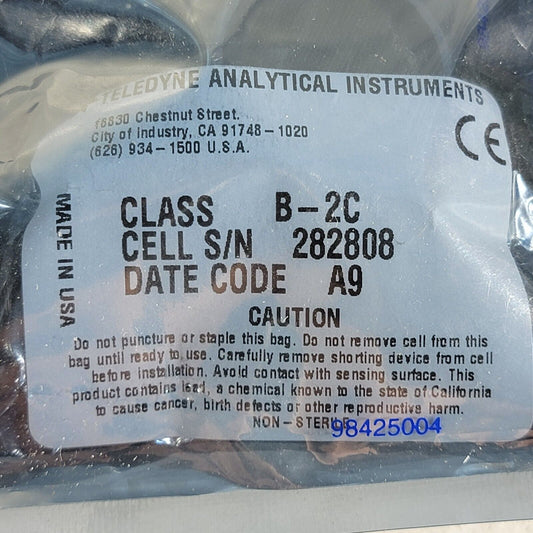 TELEDYNE ANALYTICAL INSTRUMENTS
16830 Chestnut Street.
City of Industry, CA 91748-1020
(626) 934-1500 U.S.A.
CE
MADE IN USA
CLASS B-2C
CELL S/N 282808
DATE CODE A9
CAUTION
Do not puncture or staple this bag. Do not remove cell from this
bag until ready to use. Carefully remove shorting device from cell
before installation. Avoid contact with sensing surface. This
product contains lead, a chemical known to the state of California
to cause cancer, birth defects or other reproductive harm.
NON-STERILE
98425004